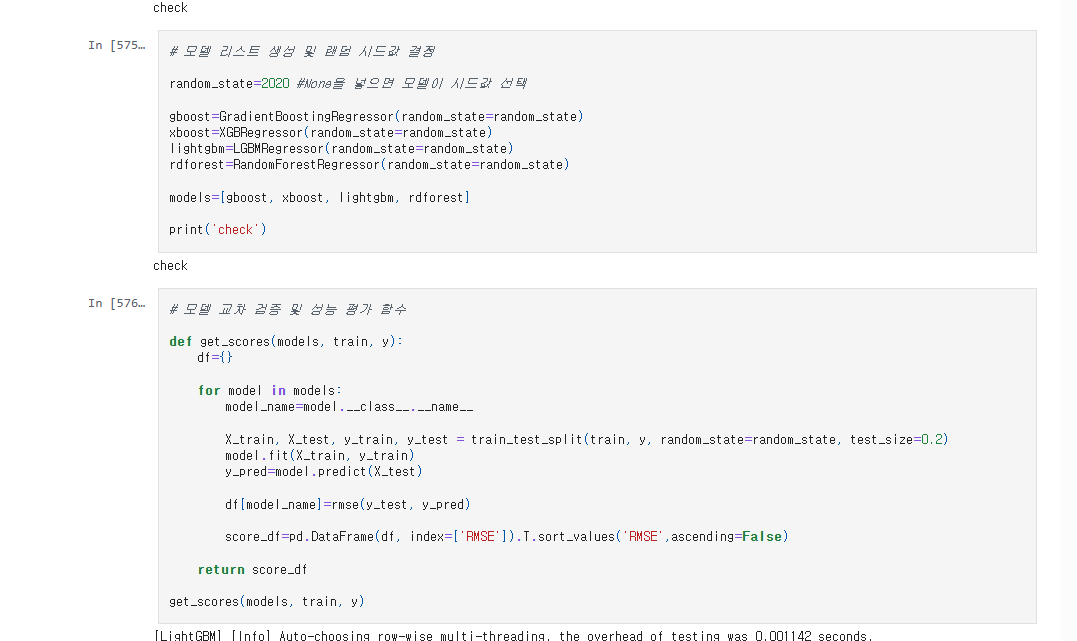 check
In [575…
# 모델 리스트 생성 및 랜덤 시드값 결정
random_state=2020 #None을 넣으면 모델이 시드값 선택
gboost=GradientBoostingRegressor(random_state=random_state)
xboost=XGBRegressor(random_state=random_state)
lightgbm=LGBMRegressor(random_state=random_state)
rdforest=RandomForestRegressor(random_state=random_state)
models=[gboost, xboost, lightgbm, rdforest]
print('check')
check
In [576…
# 모델 교차 검증 및 성능 평가 함수
def get_scores(models, train, y):
    df={}
    for model in models:
        model_name=model.__class__.__name__
        X_train, X_test, y_train, y_test = train_test_split(train, y, random_state=random_state, test_size=0.2)
        model.fit(X_train, y_train)
        y_pred=model.predict(X_test)
        df[model_name]=rmse(y_test, y_pred)
        score_df=pd.DataFrame(df, index=['RMSE']).T.sort_values('RMSE',ascending=False)
    return score_df
get_scores(models, train, y)
[LightGBM] [Info] Auto-choosing row-wise multi-threading, the overhead of testing was 0.001142 seconds.